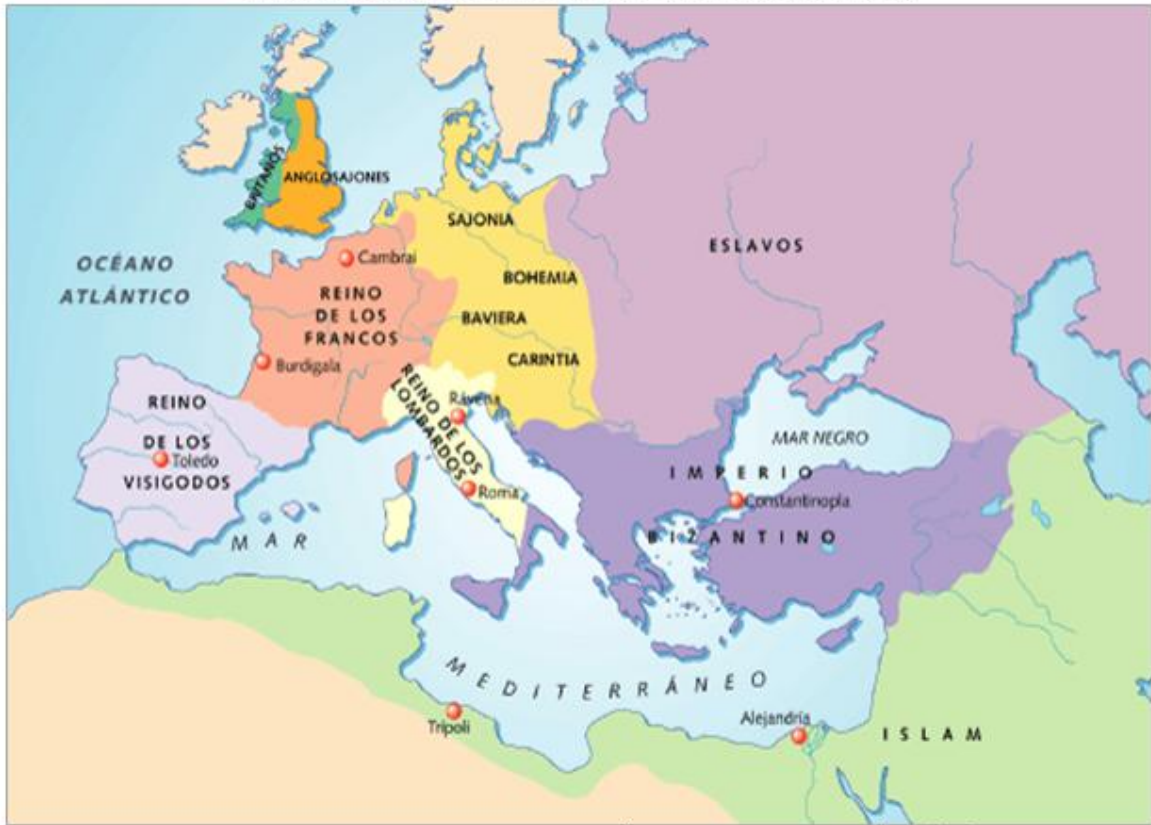 BRITANOS
ANGLOSAJONES
SAJONIA
ESLAVOS
OCÉANO
ATLÁNTICO
Cambrai
BOHEMIA
REINO
DE LOS
FRANCOS
BAVIERA
CARINTIA
Burdigala
REINO DE LOS
LOMBARDOS
Rávena
REINO
DE LOS
Toledo
VISIGODOS
Roma
MAR NEGRO
IMPERIO
Constantinopla
BIZANTINO
MAR
MEDITERRÁNEO
Trípoli
Alejandría
ISLAM